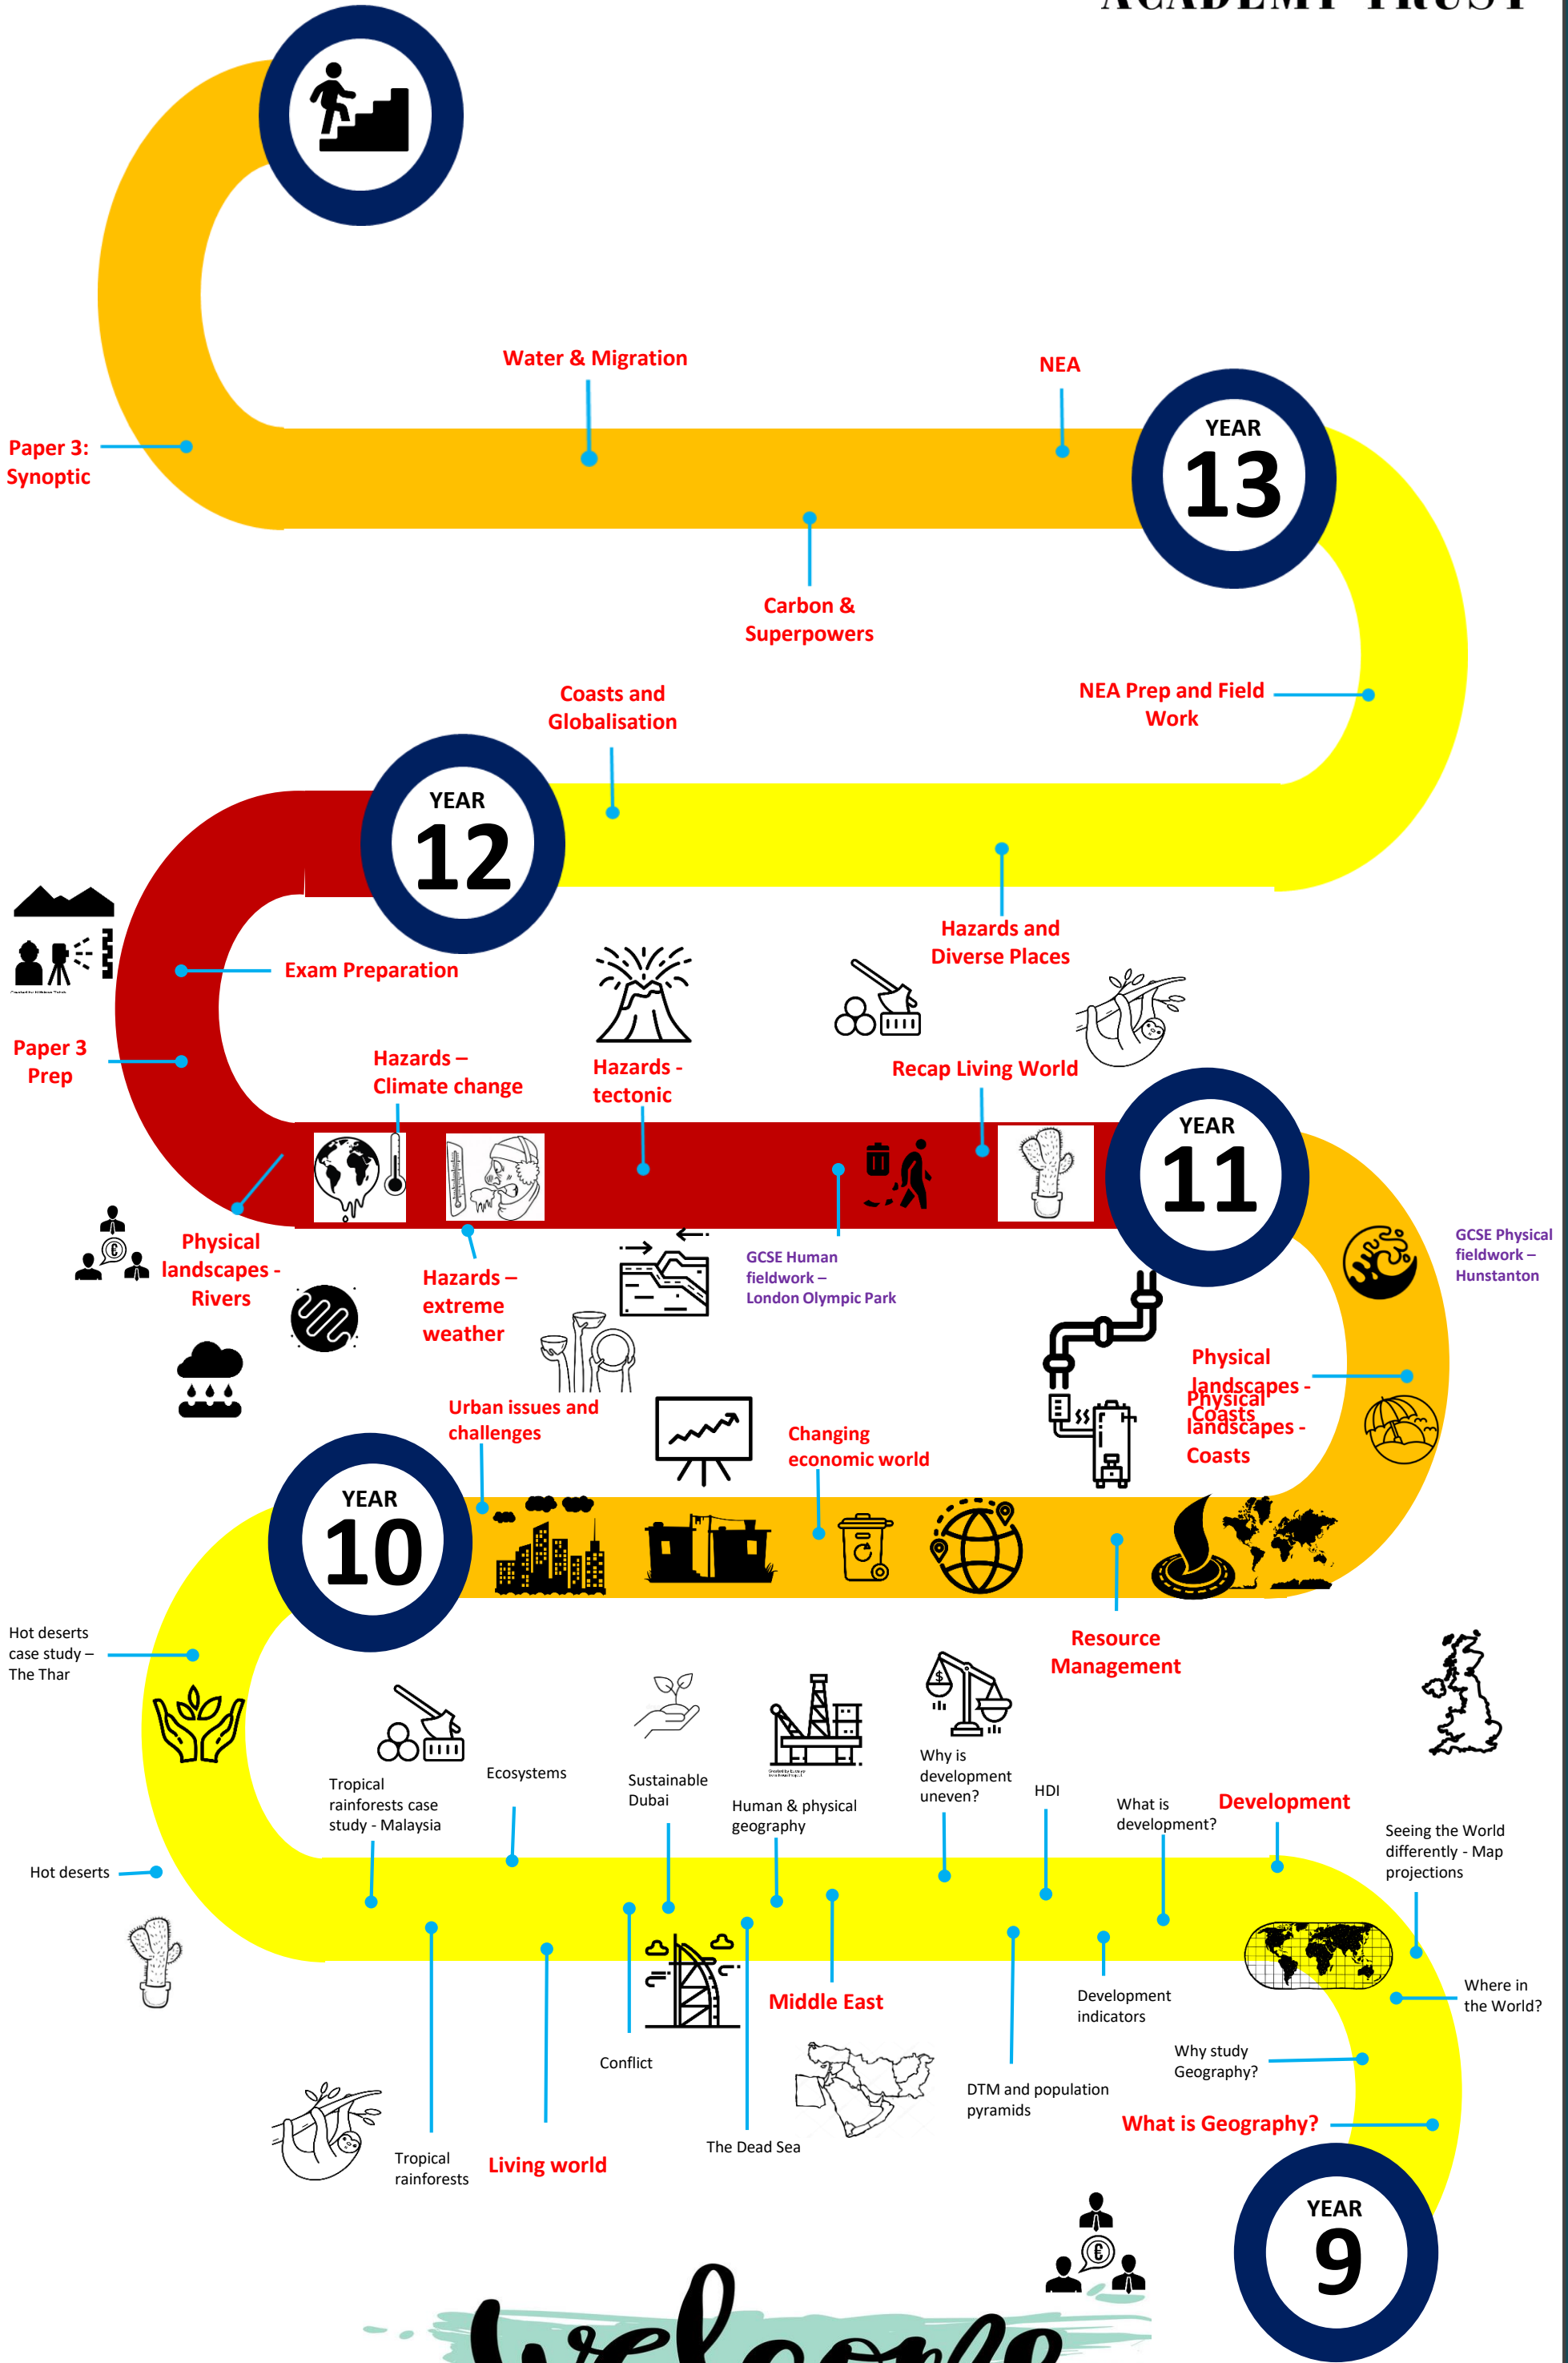 ACADEMY TRUST
Water & Migration
NEA
YEAR
13
Paper 3:
Synoptic
Carbon &
Superpowers
Coasts and
Globalisation
NEA Prep and Field
Work
YEAR
12
Hazards and
Diverse Places
Exam Preparation
Paper 3
Prep
Hazards –
Climate change
Hazards -
tectonic
Recap Living World
YEAR
11
Physical
landscapes -
Rivers
Hazards –
extreme
weather
GCSE Human
fieldwork –
London Olympic Park
GCSE Physical
fieldwork –
Hunstanton
Physical
landscapes -
Coasts
Physical
landscapes -
Coasts
Urban issues and
challenges
Changing
economic world
YEAR
10
Resource
Management
Hot deserts
case study –
The Thar
Tropical
rainforests case
study - Malaysia
Ecosystems
Sustainable
Dubai
Human & physical
geography
Why is
development
uneven?
HDI
What is
development?
Development
Seeing the World
differently - Map
projections
Hot deserts
Middle East
Development
indicators
Where in
the World?
Conflict
Why study
Geography?
DTM and population
pyramids
What is Geography?
The Dead Sea
Tropical
rainforests
Living world
YEAR
9
welcome